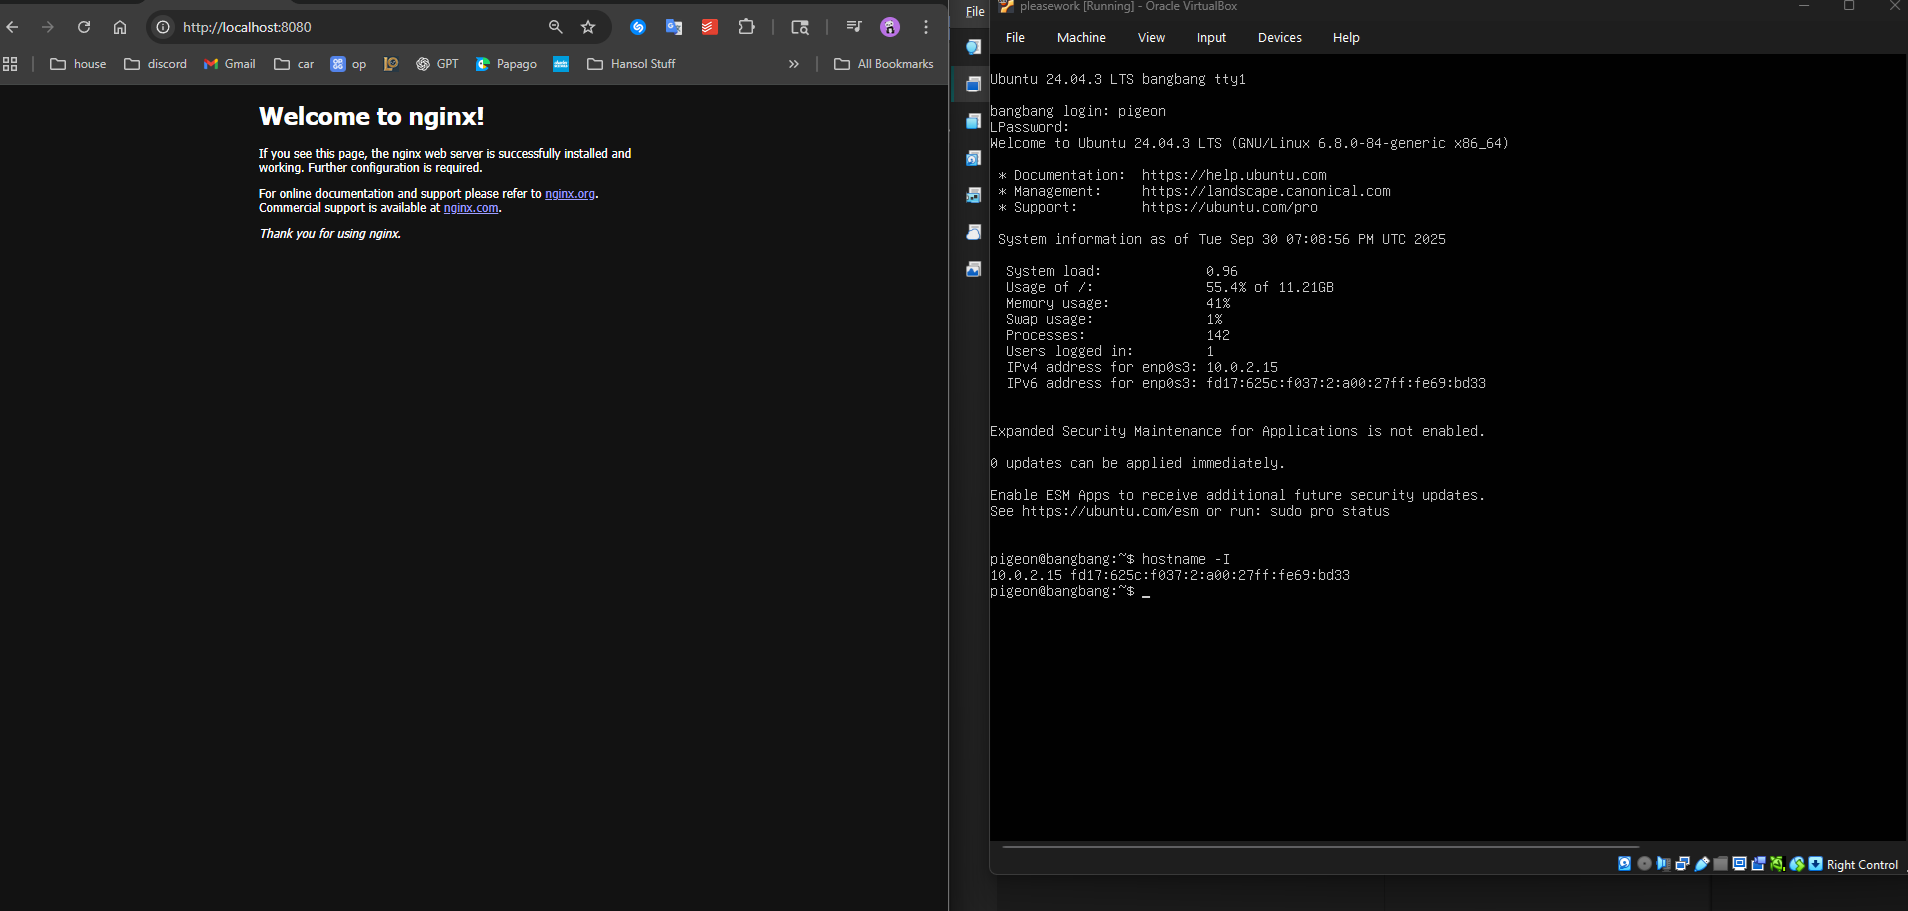 http://localhost:8080
house
discord
Gmail
car
op
GPT
Papago
Hansol Stuff
»
All Bookmarks
Welcome to nginx!
If you see this page, the nginx web server is successfully installed and
working. Further configuration is required.
For online documentation and support please refer to nginx.org.
Commercial support is available at nginx.com.
Thank you for using nginx.
File
pleasework [Running] - Oracle VirtualBox
File Machine View Input Devices Help
Ubuntu 24.04.3 LTS bangbang tty1
bangbang login: pigeon
LPassword:
Welcome to Ubuntu 24.04.3 LTS (GNU/Linux 6.8.0-84-generic x86_64)
* Documentation: https://help.ubuntu.com
* Management: https://landscape.canonical.com
* Support: https://ubuntu.com/pro
System information as of Tue Sep 30 07:08:56 PM UTC 2025
System load: 0.96
Usage of /: 55.4% of 11.21GB
Memory usage: 41%
Swap usage: 1%
Processes: 142
Users logged in: 1
IPv4 address for enp0s3: 10.0.2.15
IPv6 address for enp0s3: fd17:625c:f037:2:a00:27ff:fe69:bd33
Expanded Security Maintenance for Applications is not enabled.
0 updates can be applied immediately.
Enable ESM Apps to receive additional future security updates.
See https://ubuntu.com/esm or run: sudo pro status
pigeon@bangbang:~$ hostname -I
10.0.2.15 fd17:625c:f037:2:a00:27ff:fe69:bd33
pigeon@bangbang:~$ _
Right Control